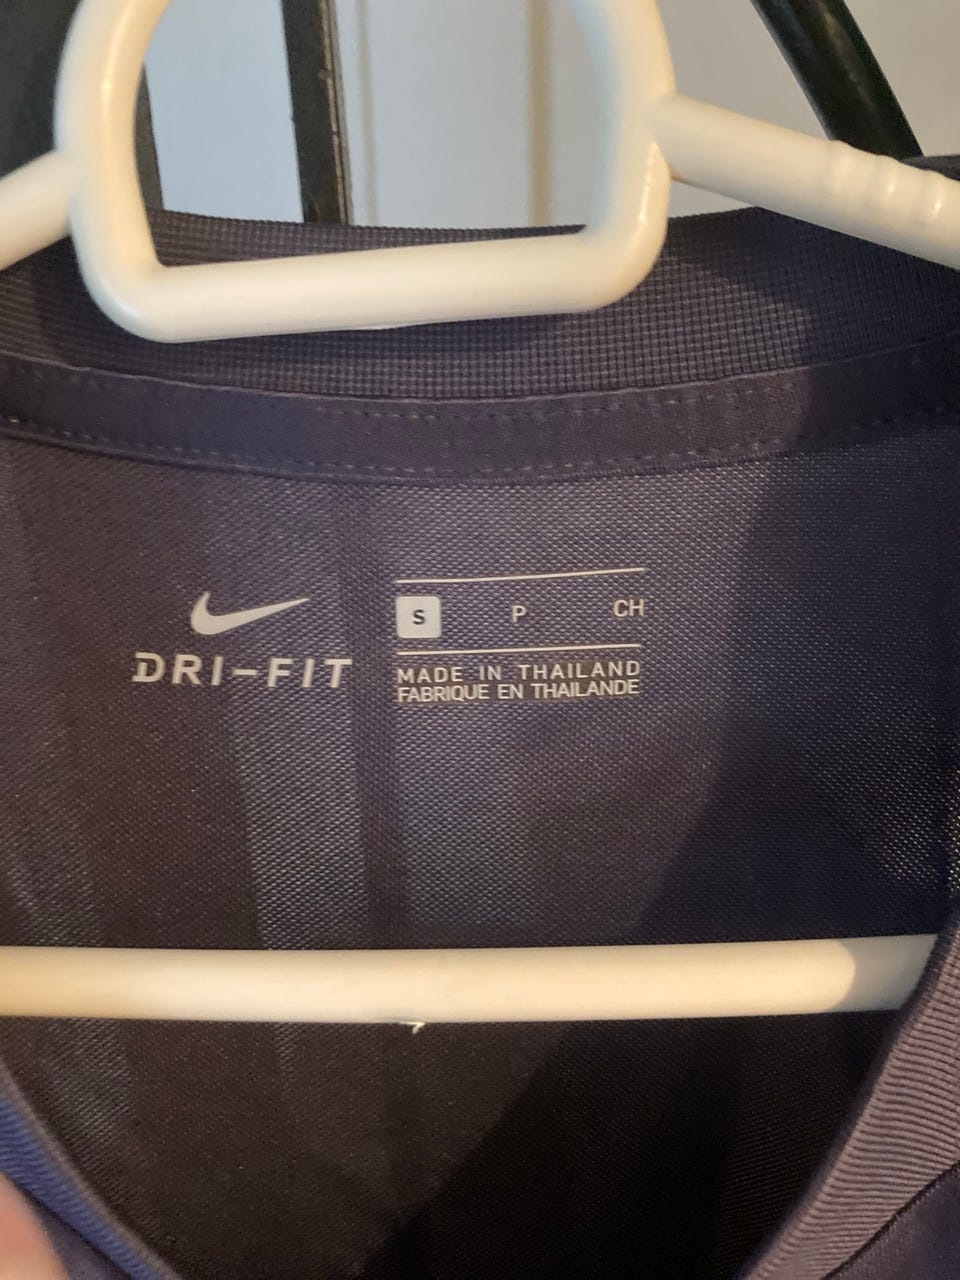 DRI-FIT
S P CH
MADE IN THAILAND
FABRIQUE EN THAILANDE